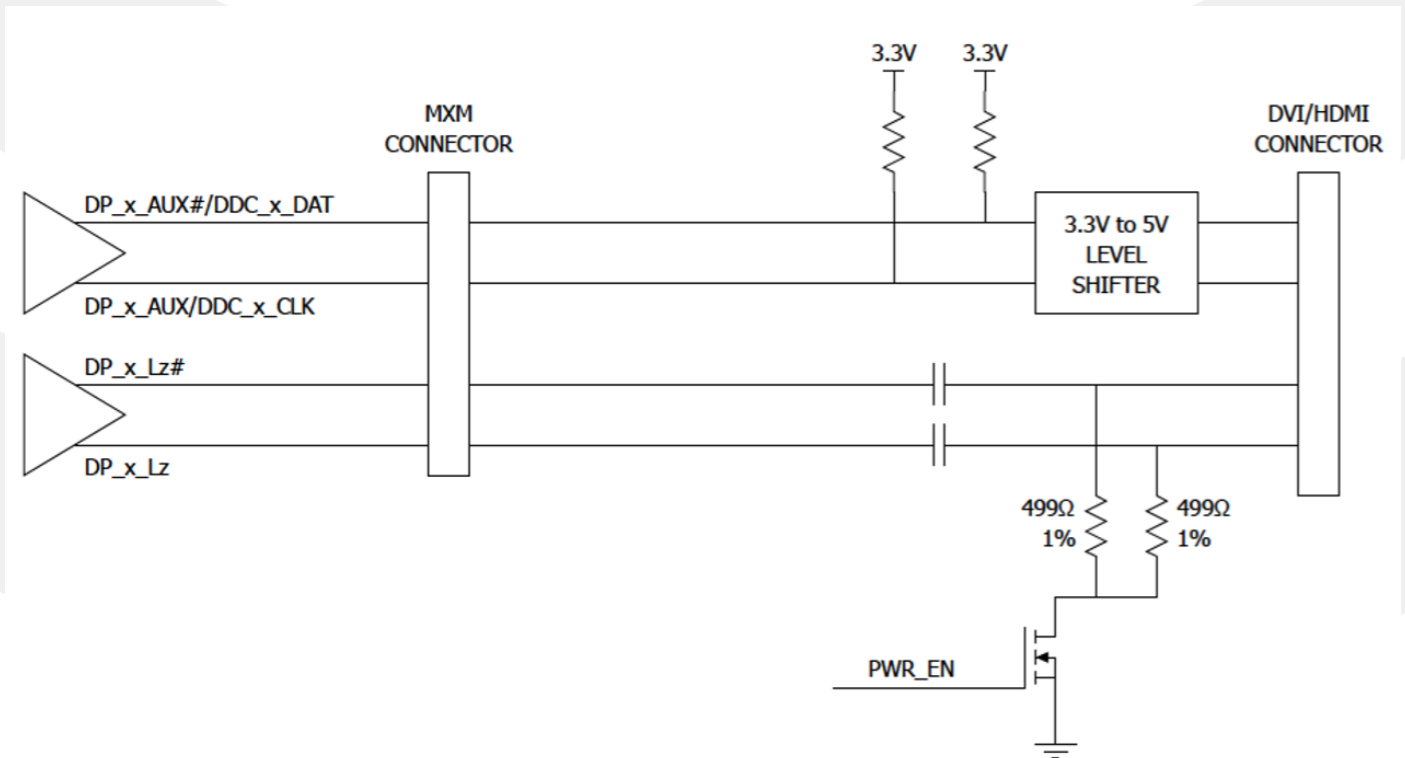 3.3V
3.3V
MXM
CONNECTOR
DVI/HDMI
CONNECTOR
DP_x_AUX#/DDC_x_DAT
3.3V to 5V
LEVEL
SHIFTER
DP_x_AUX/DDC_x_CLK
DP_x_Lz#
DP_x_Lz
499Ω
1%
499Ω
1%
PWR_EN